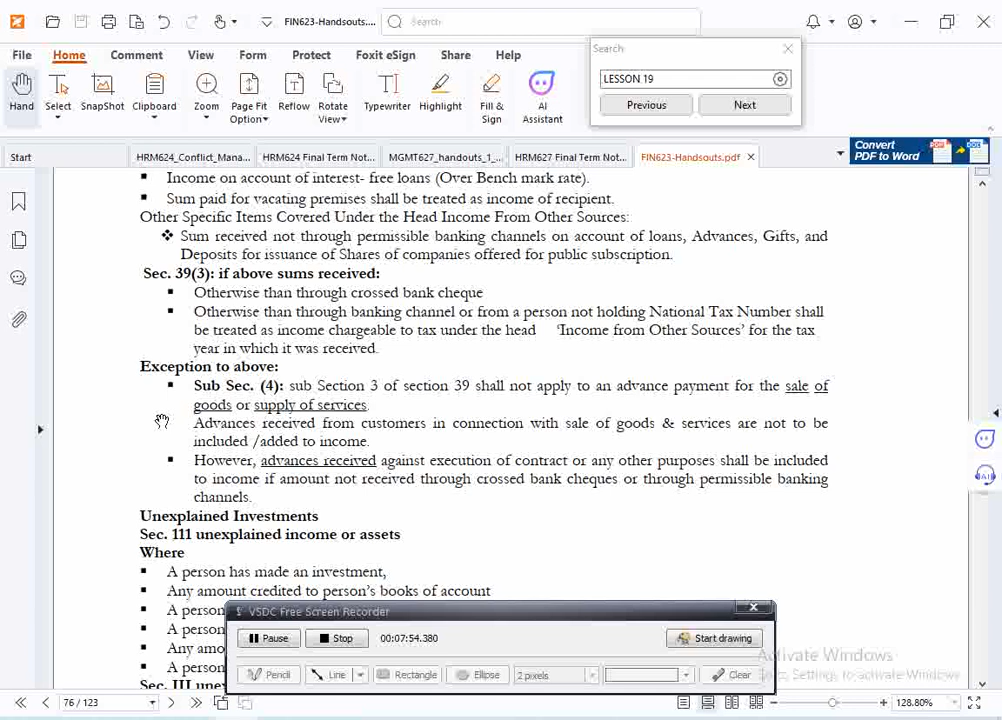 FIN623-Handsouts....
Search
File
Home
Comment
View
Form
Protect
Foxit eSign
Share
Help
Search
LESSON 19
Previous
Next
Hand
Select
SnapShot
Clipboard
Zoom
Page Fit
Option
Reflow
Rotate
View
Typewriter
Highlight
Fill &
Sign
AI
Assistant
Start
HRM624_Conflict_Mana...
HRM624 Final Term Not...
MGMT627_handouts_1_...
HRM627 Final Term Not...
FIN623-Handsouts.pdf
Convert
PDF to Word
Income on account of interest- free loans (Over Bench mark rate).
Sum paid for vacating premises shall be treated as income of recipient.
Other Specific Items Covered Under the Head Income From Other Sources:
Sum received not through permissible banking channels on account of loans, Advances, Gifts, and
Deposits for issuance of Shares of companies offered for public subscription.
Sec. 39(3): if above sums received:
Otherwise than through crossed bank cheque
Otherwise than through banking channel or from a person not holding National Tax Number shall
be treated as income chargeable to tax under the head 'Income from Other Sources' for the tax
year in which it was received.
Exception to above:
Sub Sec. (4): sub Section 3 of section 39 shall not apply to an advance payment for the sale of
goods or supply of services.
Advances received from customers in connection with sale of goods & services are not to be
included /added to income.
However, advances received against execution of contract or any other purposes shall be included
to income if amount not received through crossed bank cheques or through permissible banking
channels.
Unexplained Investments
Sec. 111 unexplained income or assets
Where
A person has made an investment,
Any amount credited to person's books of account
A person
A person
Any amo
A person
Sec. III unex
VSDC Free Screen Recorder
Pause
Stop
00:07:54.380
Start drawing
Pencil
Line
Rectangle
Ellipse
2 pixels
Clear
Activate Windows
Go to Settings to activate Windows
76 / 123
128.80%